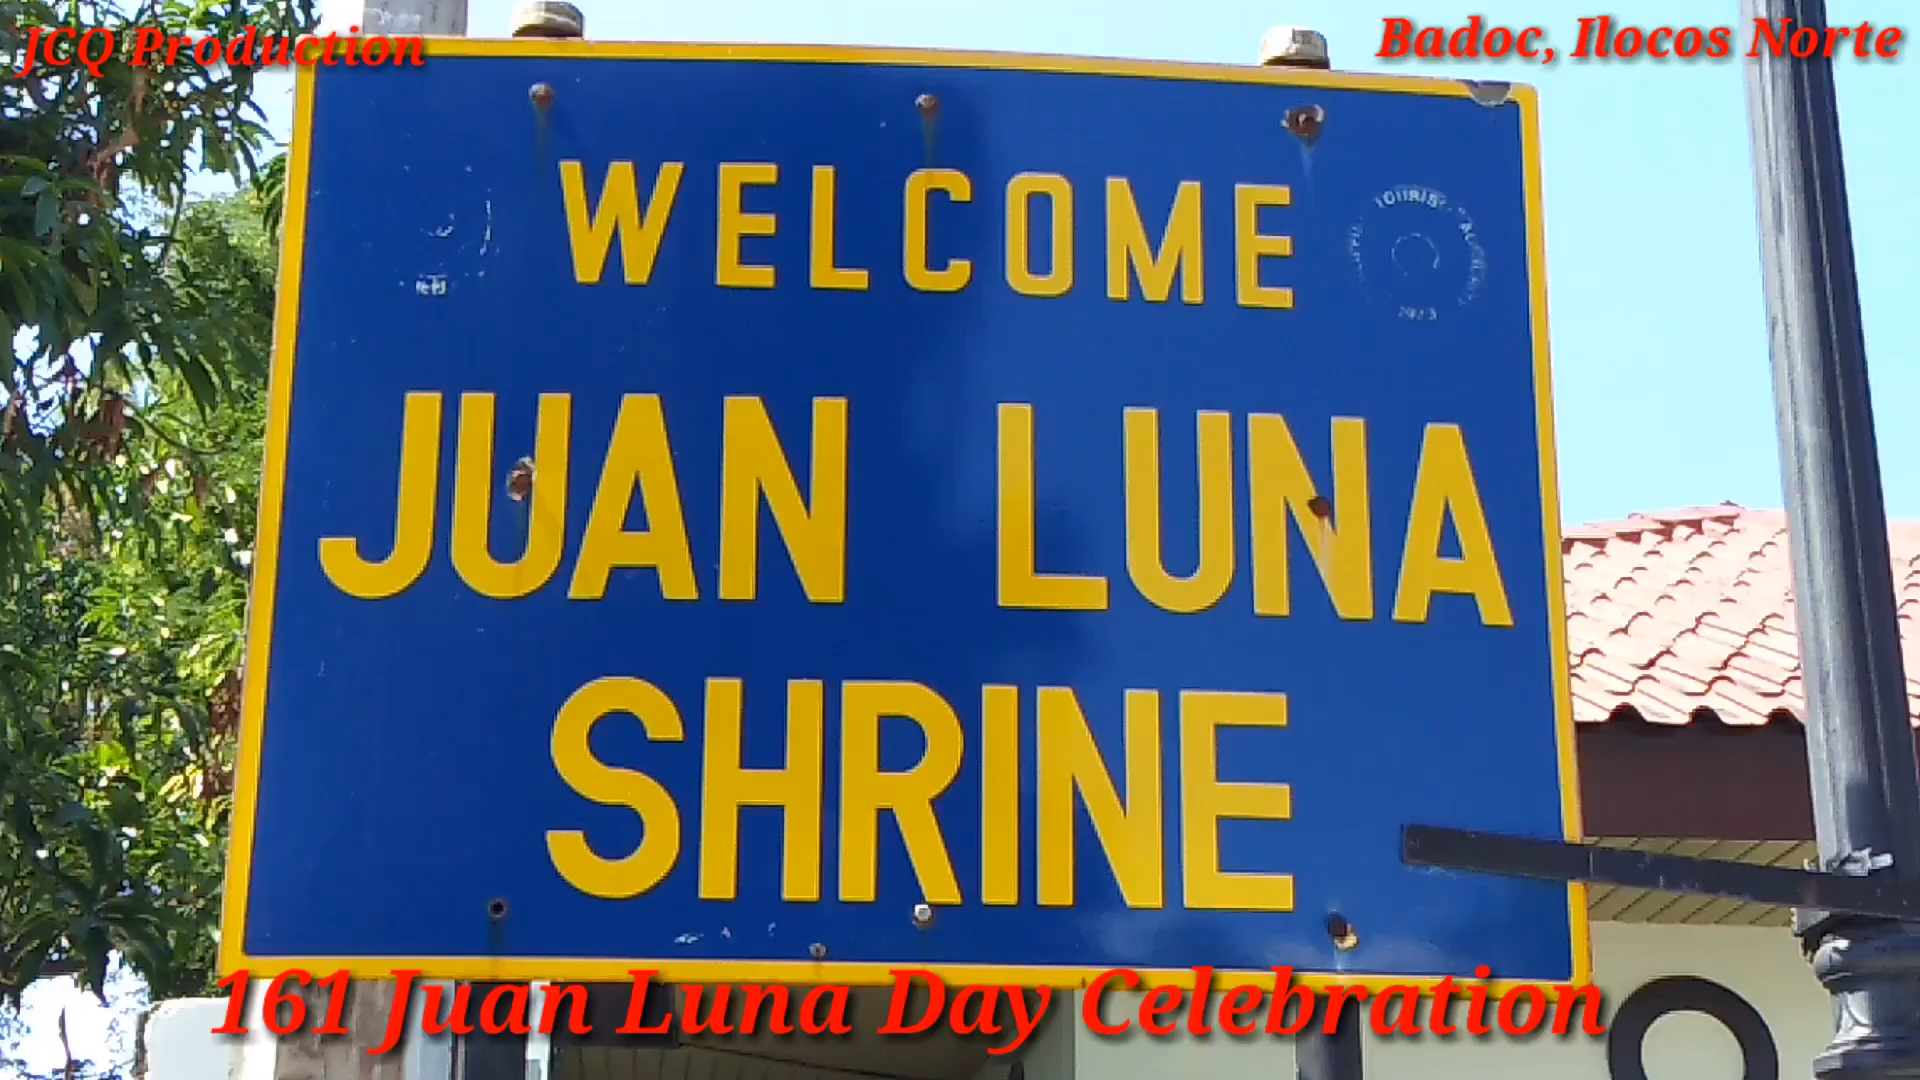 JCQ Production
Badoc, Ilocos Norte
WELCOME
JUAN LUNA
SHRINE
161 Juan Luna Day Celebration